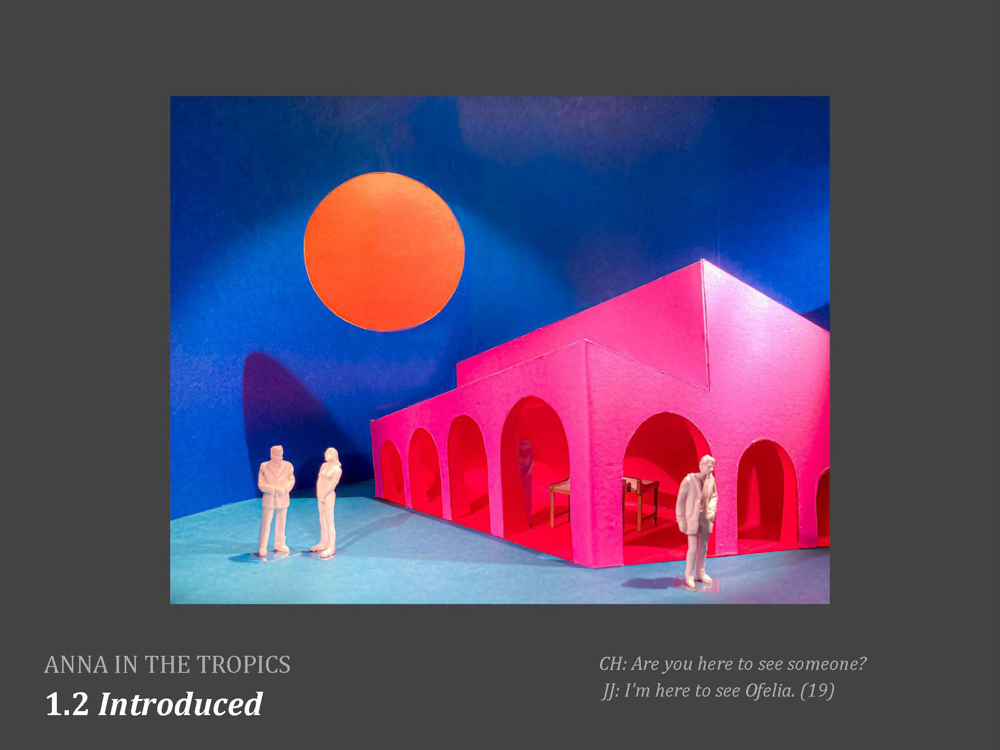 ANNA IN THE TROPICS
1.2 Introduced
CH: Are you here to see someone?
JJ: I'm here to see Ofelia. (19)